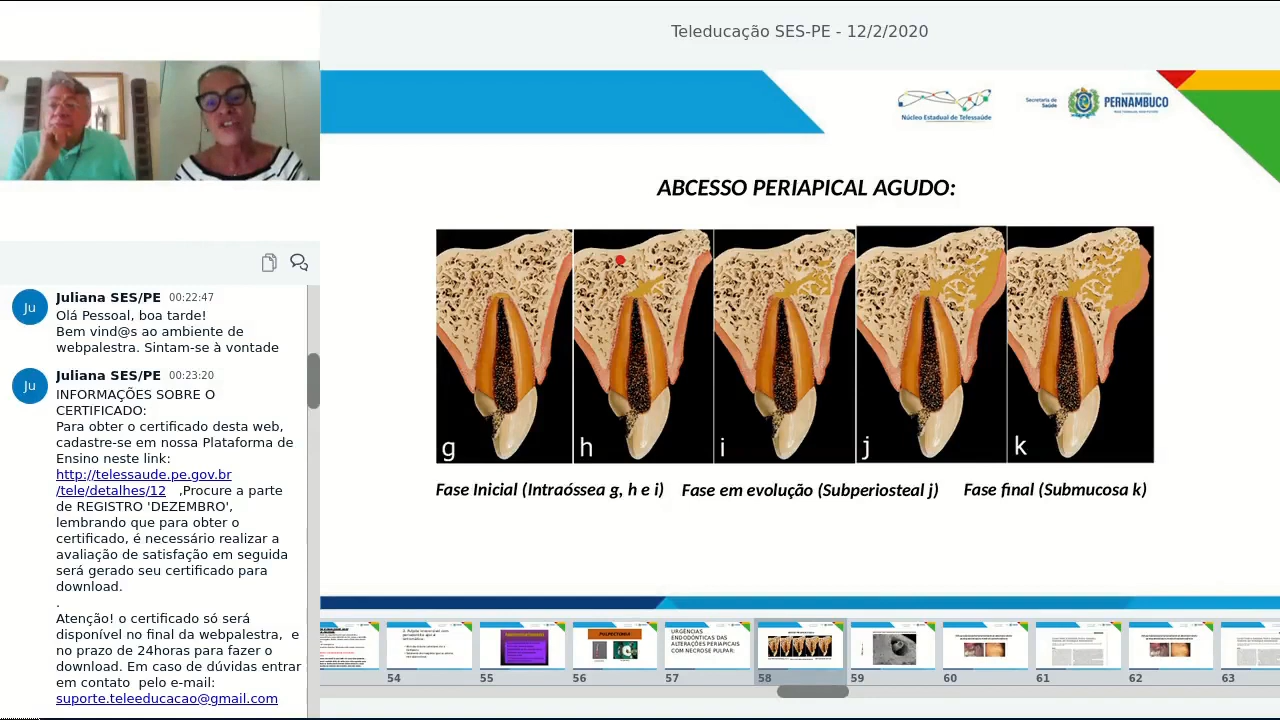 Teleducação SES-PE - 12/2/2020
Núcleo Estadual de Telessaúde
Secretaria da
Saúde
PERNAMBUCO
ABCESSO PERIAPICAL AGUDO:
g
h
i
j
k
Fase Inicial (Intraóssea g, h e i)
Fase em evolução (Subperiosteal j)
Fase final (Submucosa k)
Ju
Juliana SES/PE 00:22:47
Olá Pessoal, boa tarde!
Bem vind@s ao ambiente de
webpalestra. Sintam-se à vontade
Ju
Juliana SES/PE 00:23:20
INFORMAÇÕES SOBRE O
CERTIFICADO:
Para obter o certificado desta web,
cadastre-se em nossa Plataforma de
Ensino neste link:
http://telessaude.pe.gov.br
/tele/detalhes/12 ,Procure a parte
de REGISTRO 'DEZEMBRO',
lembrando que para obter o
certificado, é necessário realizar a
avaliação de satisfação em seguida
será gerado seu certificado para
download.
.
Atenção! o certificado só será
disponível no final da webpalestra, e
no prazo de 24horas para fazer o
download. Em caso de dúvidas entrar
em contato pelo e-mail:
suporte.teleeducacao@gmail.com
PULPECTOMIA
URGÊNCIAS
ENDODÔNTICAS DAS
ALTERAÇÕES PERIAPICAIS
COM NECROSE PULPAR:
54
55
56
57
58
59
60
61
62
63